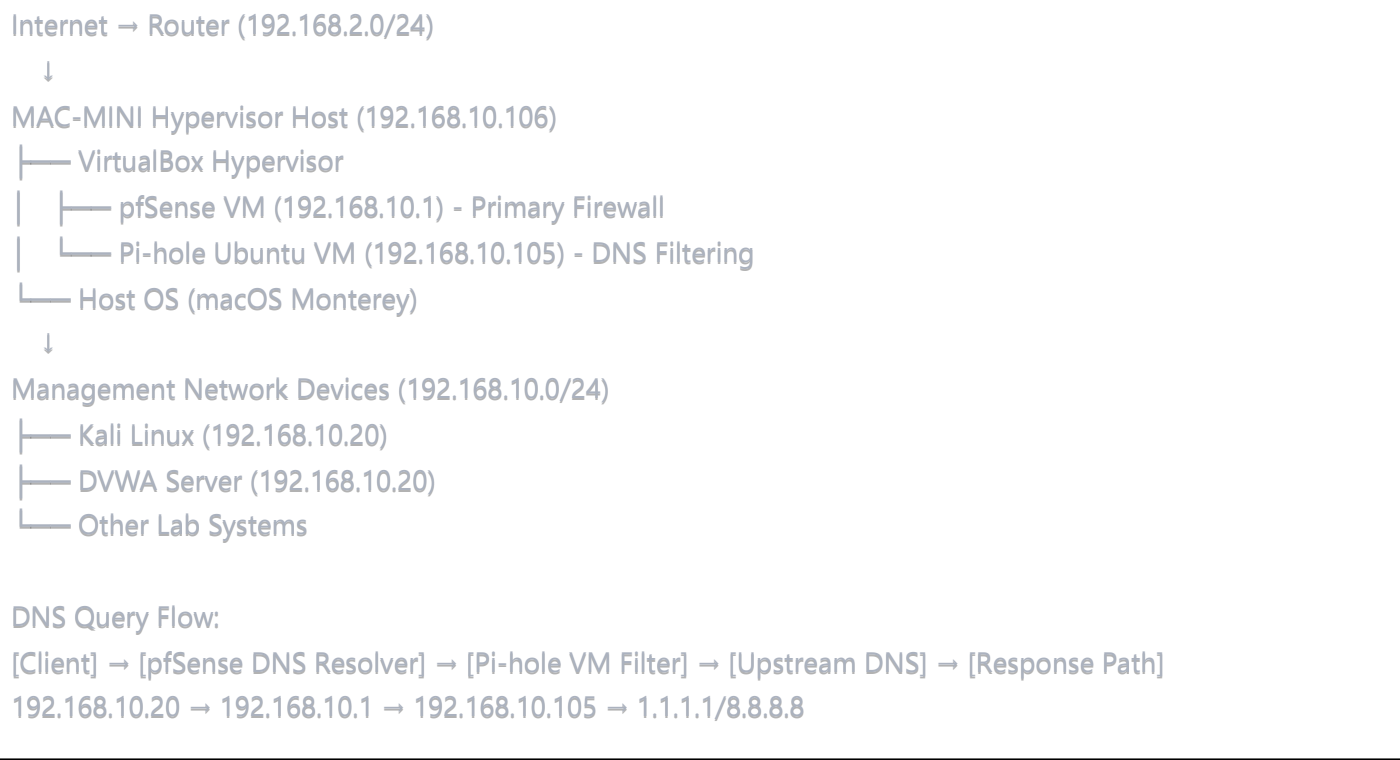 Internet → Router (192.168.2.0/24)
↓
MAC-MINI Hypervisor Host (192.168.10.106)
├── VirtualBox Hypervisor
│   ├── pfSense VM (192.168.10.1) - Primary Firewall
│   └── Pi-hole Ubuntu VM (192.168.10.105) - DNS Filtering
└── Host OS (macOS Monterey)
↓
Management Network Devices (192.168.10.0/24)
├── Kali Linux (192.168.10.20)
├── DVWA Server (192.168.10.20)
└── Other Lab Systems
DNS Query Flow:
[Client] → [pfSense DNS Resolver] → [Pi-hole VM Filter] → [Upstream DNS] → [Response Path]
192.168.10.20 → 192.168.10.1 → 192.168.10.105 → 1.1.1.1/8.8.8.8